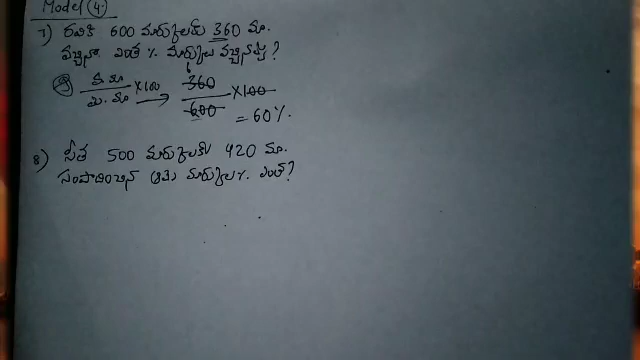 Model (4)
7) రవికి 600 మార్కులకు 360 మా.
వచ్చినా ఎంత % మార్కులు వచ్చినట్లు?
వ.మా / మొ.మా ×100 → 360 / 600 ×100
= 60%.
8) సీత 500 మార్కులకు 420 మా.
సంపాదించిన ఆమె మార్కుల % ఎంత?